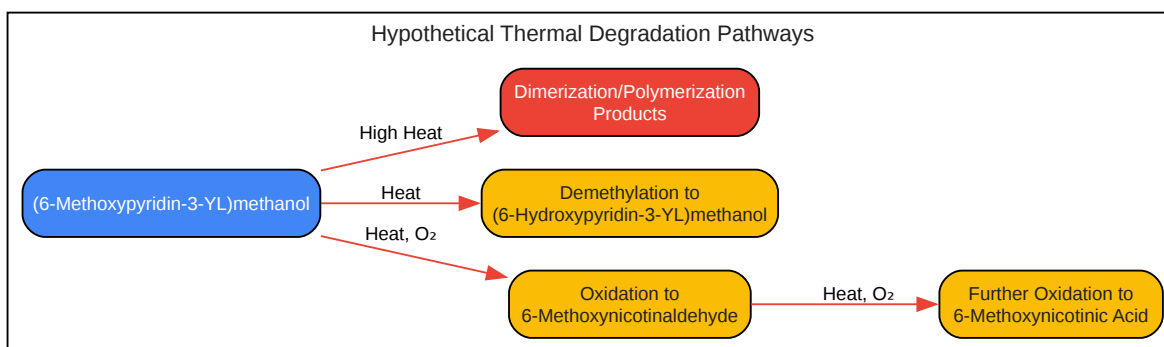 Hypothetical Thermal Degradation Pathways
Dimerization/Polymerization
Products
High Heat
(6-Methoxypyridin-3-YL)methanol
Heat
Demethylation to
(6-Hydroxypyridin-3-YL)methanol
Heat, O₂
Oxidation to
6-Methoxynicotinaldehyde
Heat, O₂
Further Oxidation to
6-Methoxynicotinic Acid